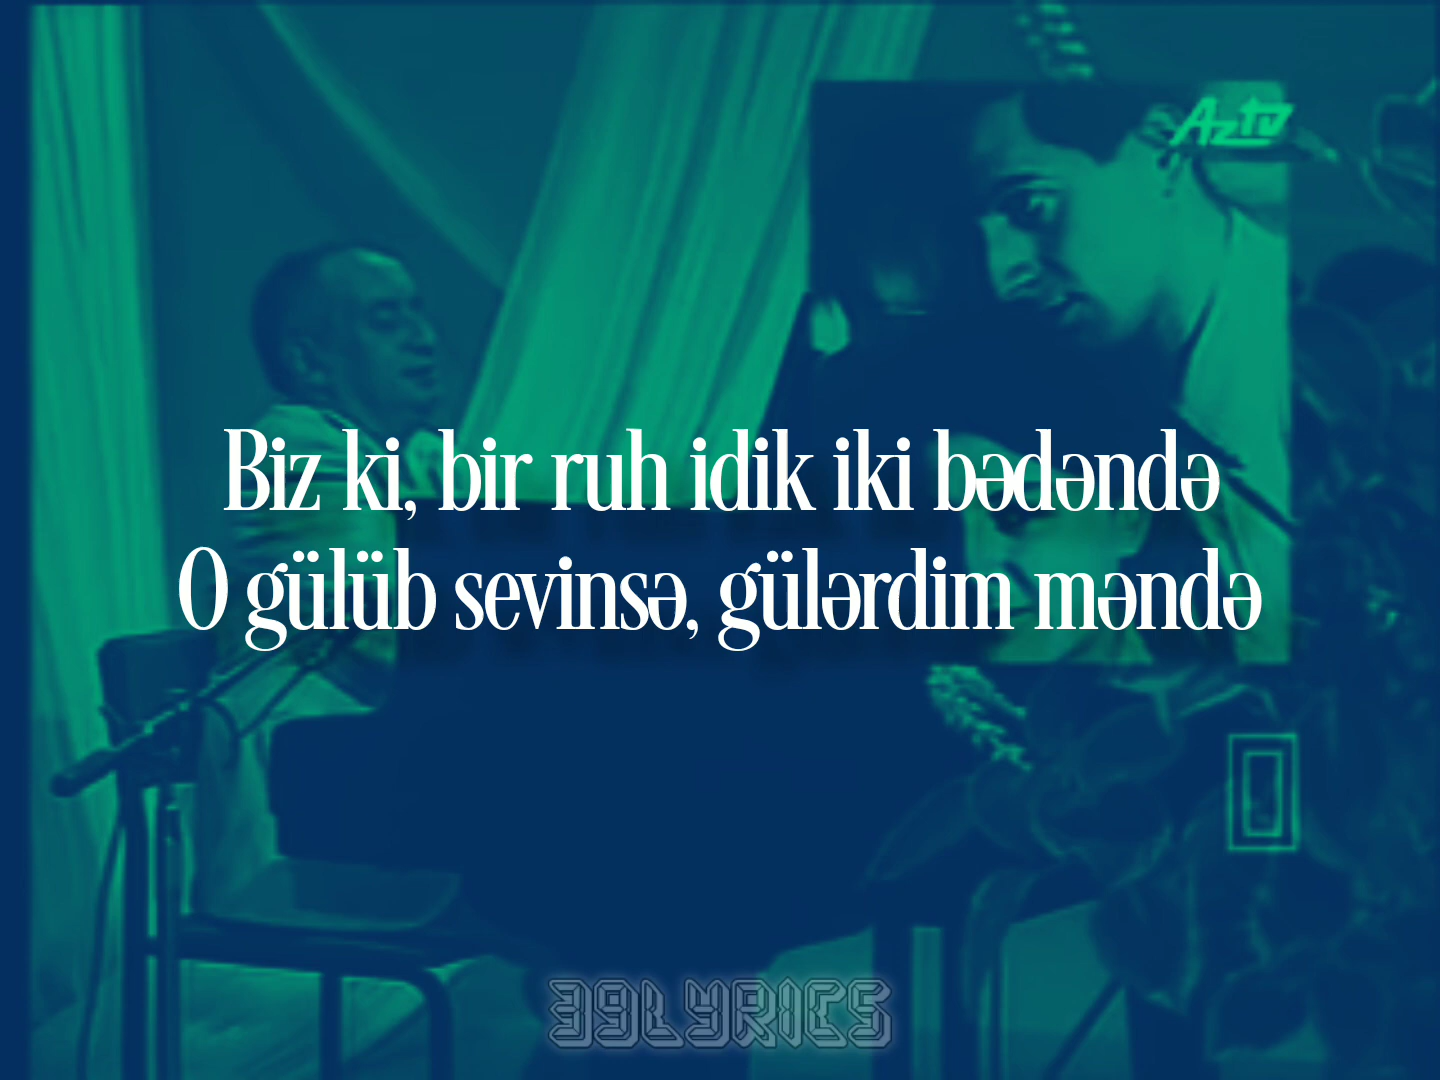 Aztv
Biz ki, bir ruh idik iki bədəndə
O gülüb sevinsə, gülərdim məndə
39LYRICS